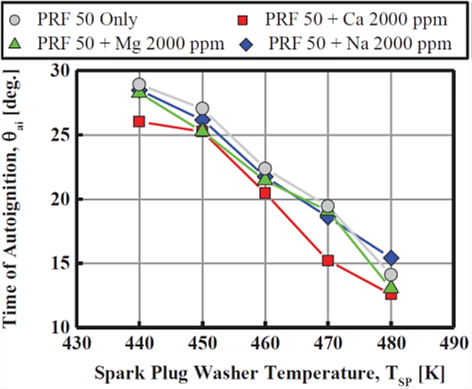 PRF 50 Only PRF 50 + Ca 2000 ppm
PRF 50 + Mg 2000 ppm PRF 50 + Na 2000 ppm
Time of Autoignition, θai [deg.]
30
25
20
15
10
430 440 450 460 470 480 490
Spark Plug Washer Temperature, TSP [K]